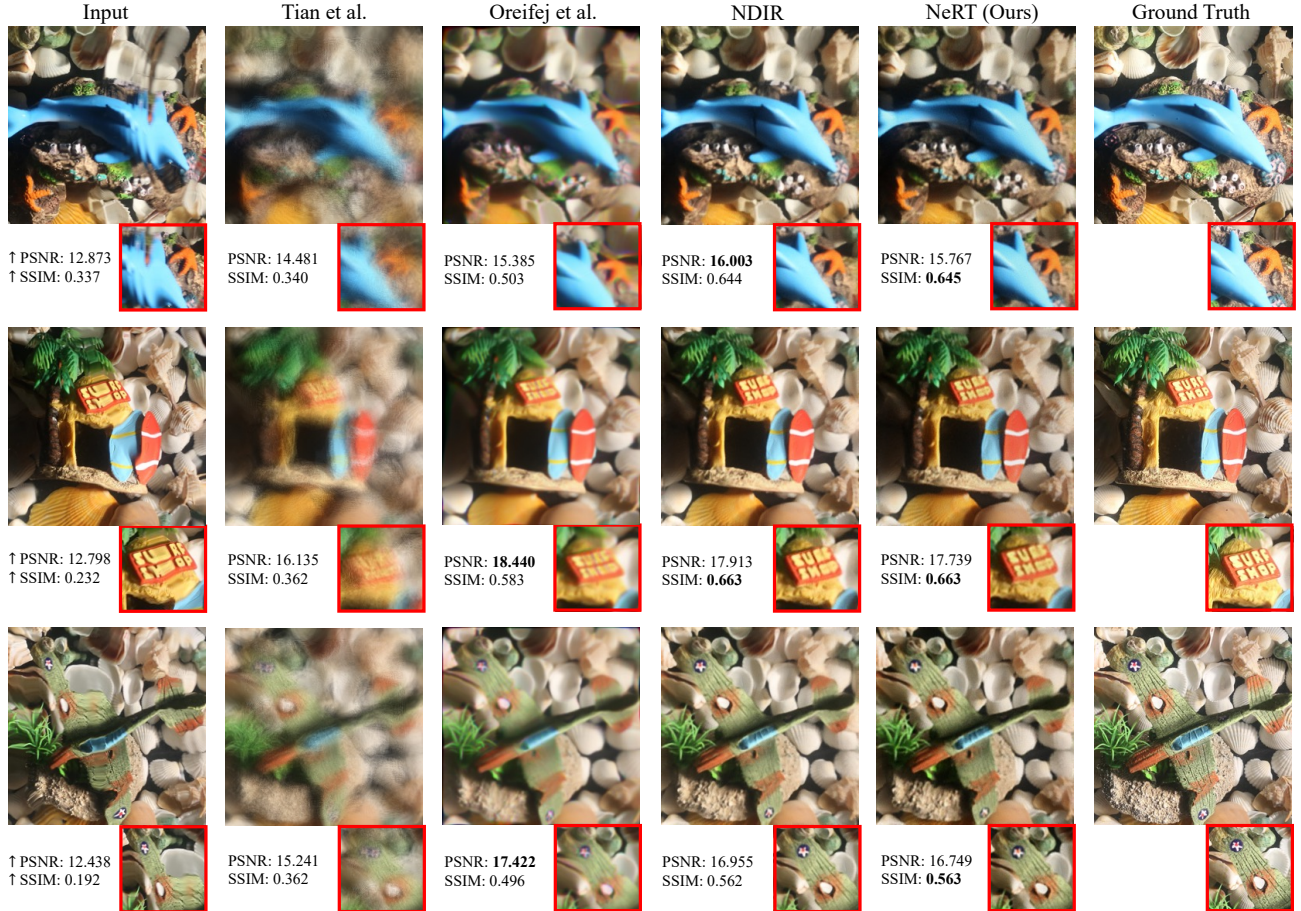 Input Tian et al. Oreifej et al. NDIR NeRT (Ours) Ground Truth
↑ PSNR: 12.873
↑ SSIM: 0.337
PSNR: 14.481
SSIM: 0.340
PSNR: 15.385
SSIM: 0.503
PSNR: 16.003
SSIM: 0.644
PSNR: 15.767
SSIM: 0.645
SURF
SHOP
↑ PSNR: 12.798
↑ SSIM: 0.232
PSNR: 16.135
SSIM: 0.362
PSNR: 18.440
SSIM: 0.583
PSNR: 17.913
SSIM: 0.663
PSNR: 17.739
SSIM: 0.663
SURF
SHOP
↑ PSNR: 12.438
↑ SSIM: 0.192
PSNR: 15.241
SSIM: 0.362
PSNR: 17.422
SSIM: 0.496
PSNR: 16.955
SSIM: 0.562
PSNR: 16.749
SSIM: 0.563